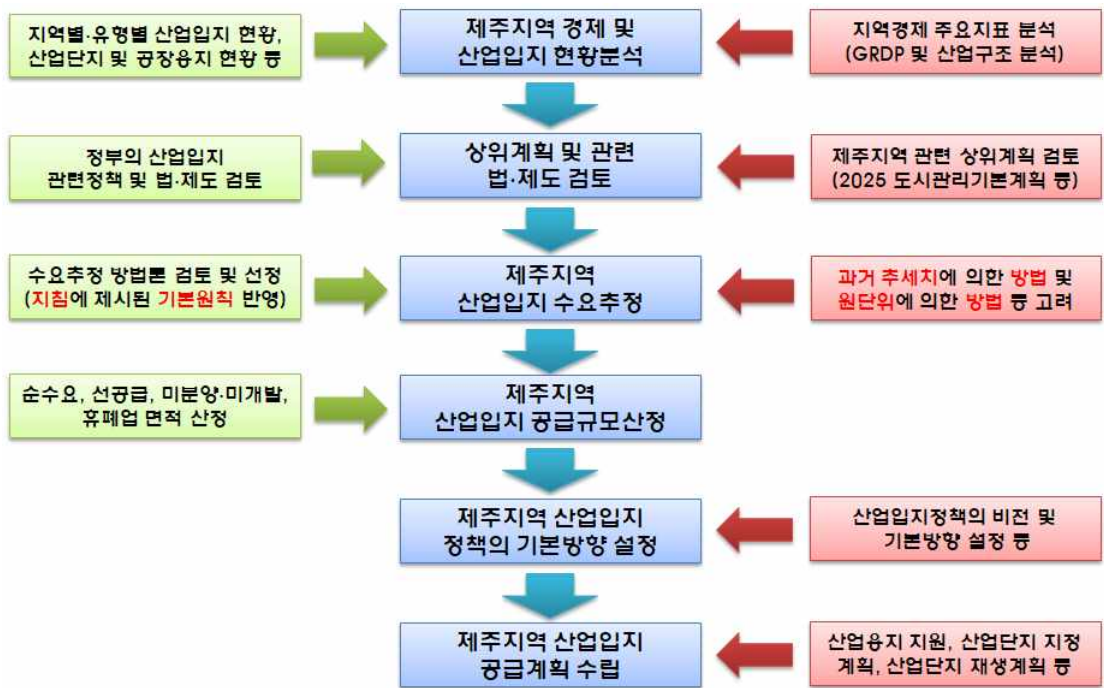 지역별·유형별 산업입지 현황,
산업단지 및 공장용지 현황 등
제주지역 경제 및
산업입지 현황분석
지역경제 주요지표 분석
(GRDP 및 산업구조 분석)
정부의 산업입지
관련정책 및 법·제도 검토
상위계획 및 관련
법·제도 검토
제주지역 관련 상위계획 검토
(2025 도시관리기본계획 등)
수요추정 방법론 검토 및 선정
(지침에 제시된 기본원칙 반영)
제주지역
산업입지 수요추정
과거 추세치에 의한 방법 및
원단위에 의한 방법 등 고려
순수요, 선공급, 미분양·미개발,
휴폐업 면적 산정
제주지역
산업입지 공급규모산정
제주지역 산업입지
정책의 기본방향 설정
산업입지정책의 비전 및
기본방향 설정 등
제주지역 산업입지
공급계획 수립
산업용지 지원, 산업단지 지정
계획, 산업단지 재생계획 등